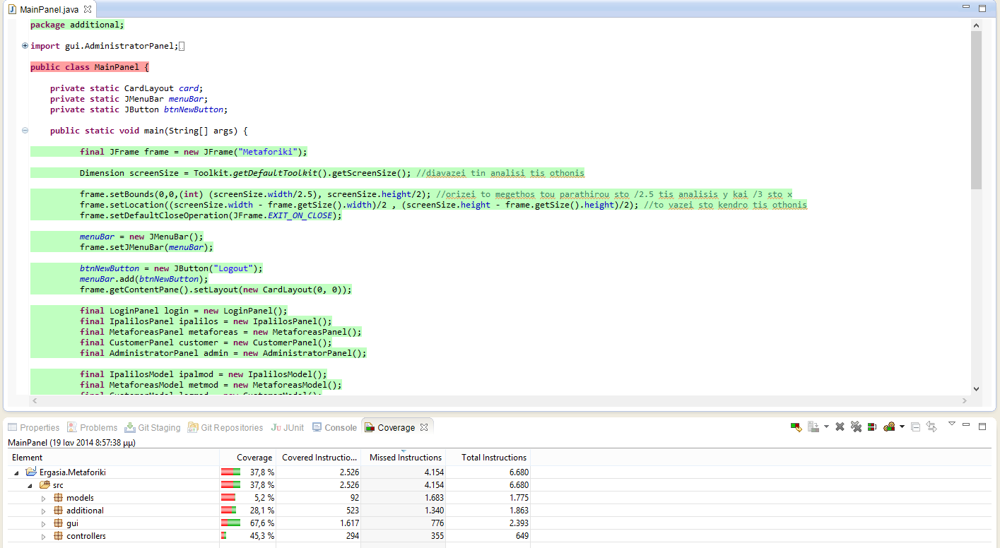 MainPanel.java
package additional;
import gui.AdministratorPanel;
public class MainPanel {
private static CardLayout card;
private static JMenuBar menuBar;
private static JButton btnNewButton;
public static void main(String[] args) {
final JFrame frame = new JFrame("Metaforiki");
Dimension screenSize = Toolkit.getDefaultToolkit().getScreenSize(); //diavazei tin analisi tis othonis
frame.setBounds(0,0,(int) (screenSize.width/2.5), screenSize.height/2); //orizei to megethos tou parathirou sto /2.5 tis analisis y kai /3 sto x
frame.setLocation((screenSize.width - frame.getSize().width)/2 , (screenSize.height - frame.getSize().height)/2); //to vazei sto kendro tis othonis
frame.setDefaultCloseOperation(JFrame.EXIT_ON_CLOSE);
menuBar = new JMenuBar();
frame.setJMenuBar(menuBar);
btnNewButton = new JButton("Logout");
menuBar.add(btnNewButton);
frame.getContentPane().setLayout(new CardLayout(0, 0));
final LoginPanel login = new LoginPanel();
final IpalilosPanel ipalilos = new IpalilosPanel();
final MetaforeasPanel metaforeas = new MetaforeasPanel();
final CustomerPanel customer = new CustomerPanel();
final AdministratorPanel admin = new AdministratorPanel();
final IpalilosModel ipalmod = new IpalilosModel();
final MetaforeasModel metmod = new MetaforeasModel();
Properties Problems Git Staging Git Repositories JUnit Console Coverage
MainPanel (19 Ιαν 2014 8:57:38 μμ)
Element Coverage Covered Instructio... Missed Instructions Total Instructions
Ergasia.Metaforiki 37,8 % 2.526 4.154 6.680
src 37,8 % 2.526 4.154 6.680
models 5,2 % 92 1.683 1.775
additional 28,1 % 523 1.340 1.863
gui 67,6 % 1.617 776 2.393
controllers 45,3 % 294 355 649